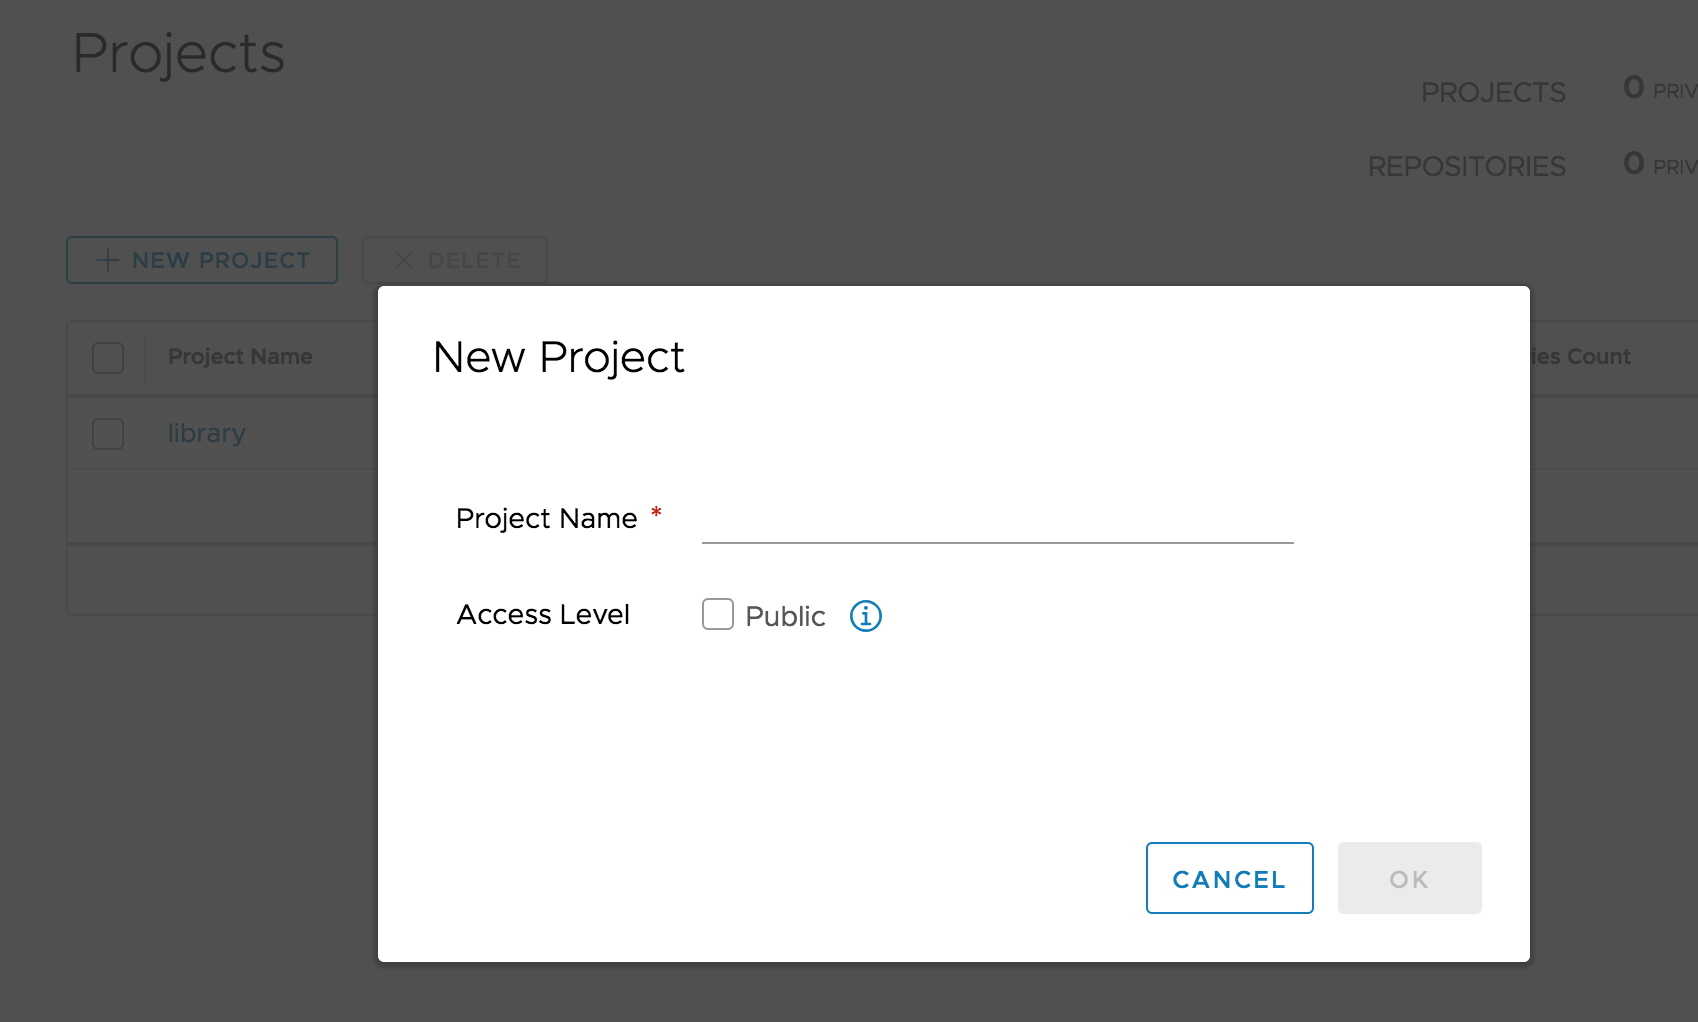 Projects
PROJECTS 0 PRIV
REPOSITORIES 0 PRIV
NEW PROJECT DELETE
Project Name ies Count
library
New Project
Project Name *
Access Level Public
CANCEL OK